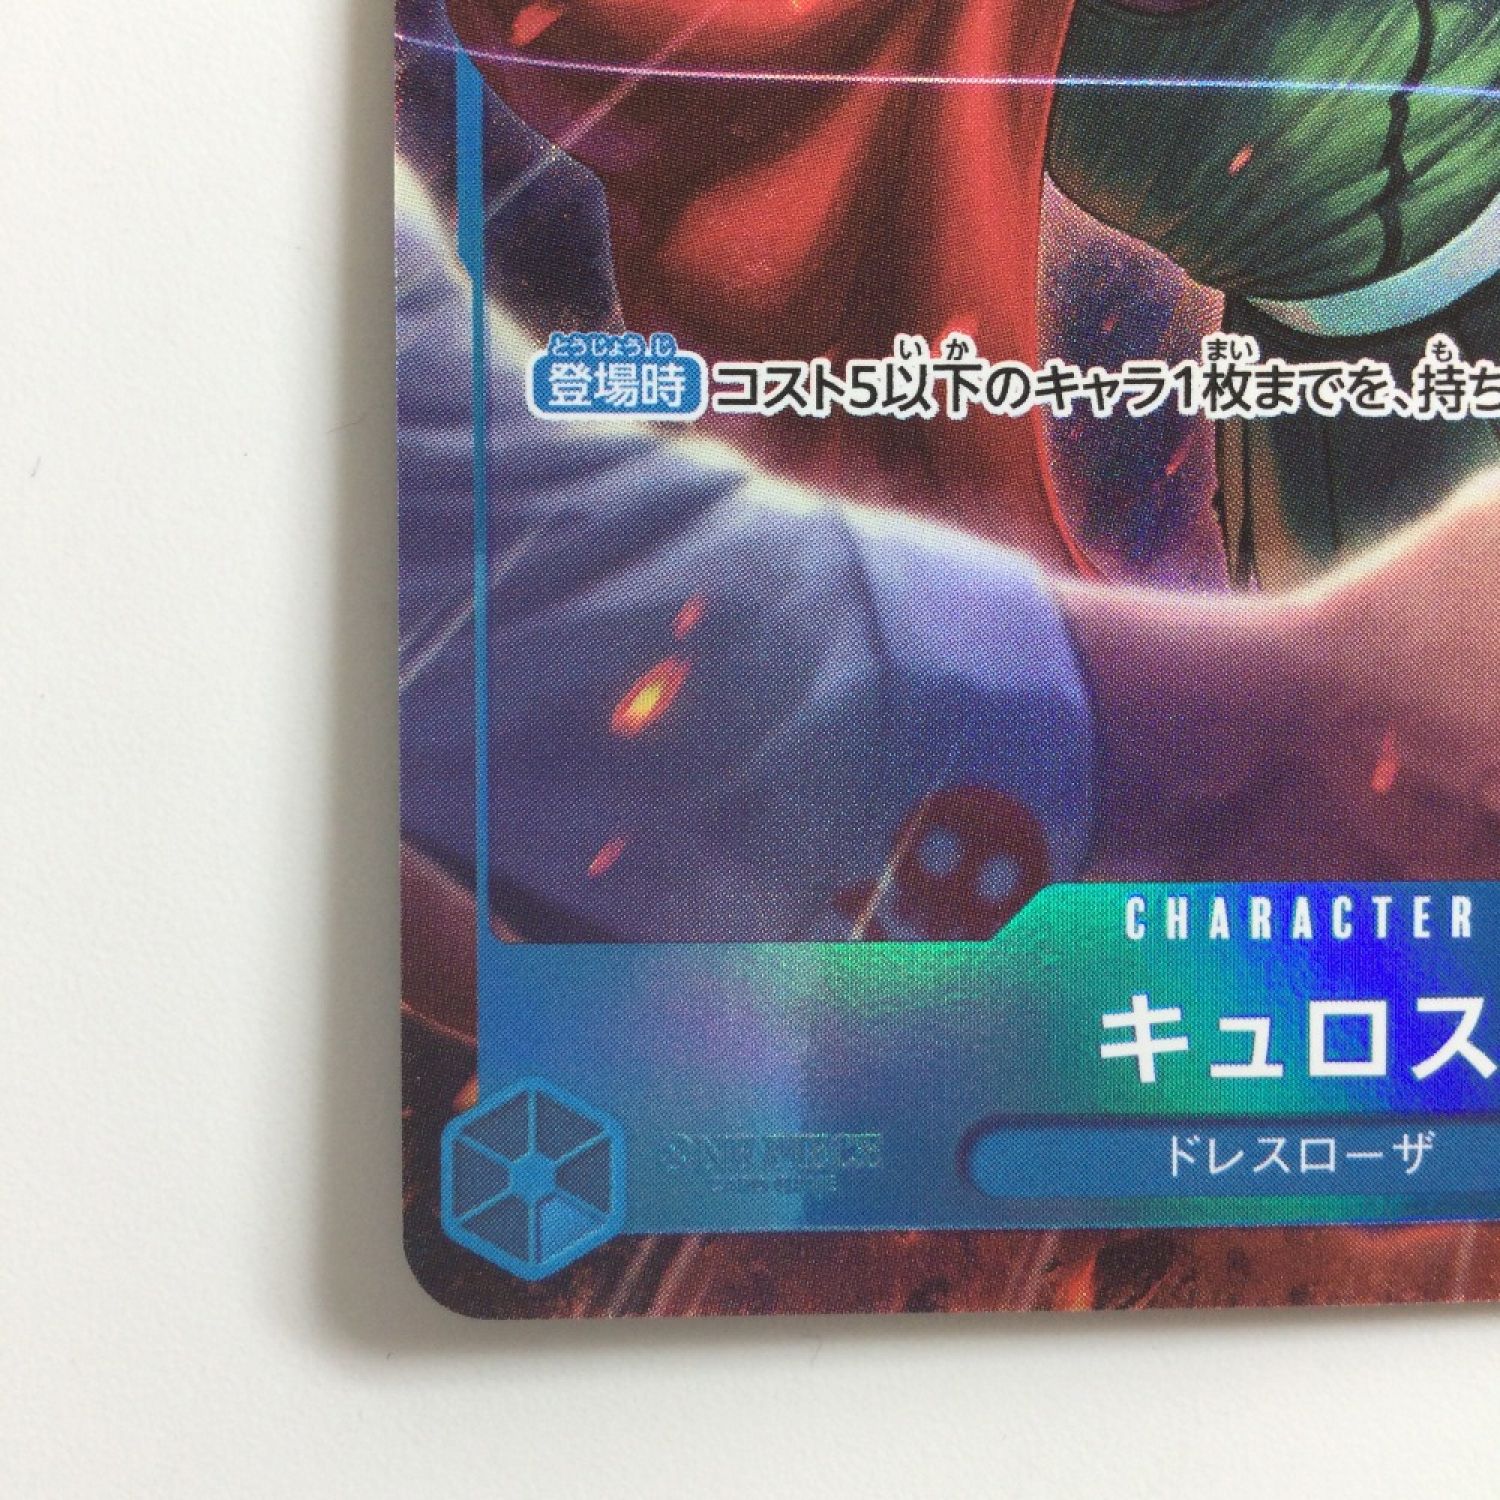 とうじょうじ いか まい も
登場時 コスト5以下のキャラ1枚までを、持ち
CHARACTER
キュロス
ドレスローザ